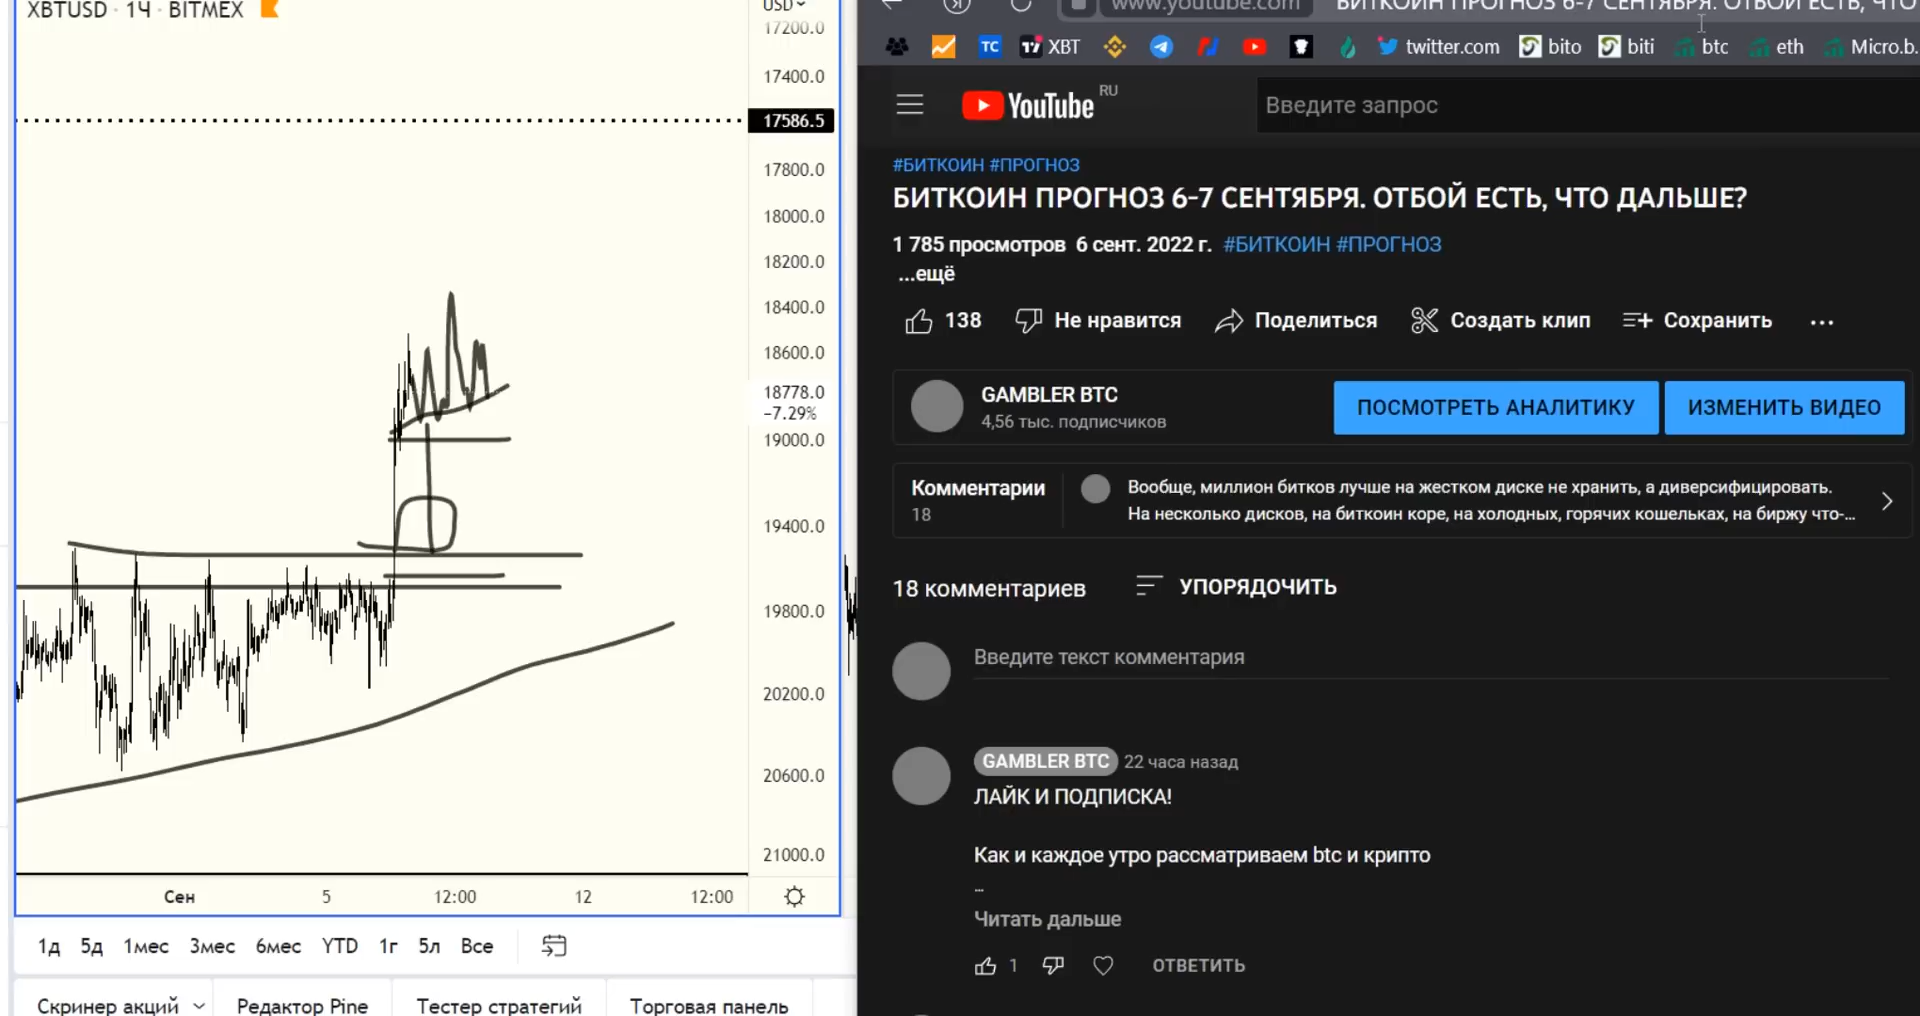 XBTUSD · 1Ч · BITMEX
USD
17200.0
17400.0
17586.5
17800.0
18000.0
18200.0
18400.0
18600.0
18778.0
−7.29%
19000.0
19400.0
19800.0
20200.0
20600.0
21000.0
Сен 5 12:00 12 12:00
1д 5д 1мес 3мес 6мес YTD 1г 5л Все
Скринер акций Редактор Pine Тестер стратегий Торговая панель
www.youtube.com БИТКОИН ПРОГНОЗ 6-7 СЕНТЯБРЯ. ОТБОЙ ЕСТЬ, ЧТО
TC XBT twitter.com bito biti btc eth Micro.b.
YouTube RU
Введите запрос
#БИТКОИН #ПРОГНОЗ
БИТКОИН ПРОГНОЗ 6-7 СЕНТЯБРЯ. ОТБОЙ ЕСТЬ, ЧТО ДАЛЬШЕ?
1 785 просмотров 6 сент. 2022 г. #БИТКОИН #ПРОГНОЗ
...ещё
138 Не нравится Поделиться Создать клип Сохранить ...
GAMBLER BTC
4,56 тыс. подписчиков
ПОСМОТРЕТЬ АНАЛИТИКУ ИЗМЕНИТЬ ВИДЕО
Комментарии
18
Вообще, миллион битков лучше на жестком диске не хранить, а диверсифицировать.
На несколько дисков, на биткоин коре, на холодных, горячих кошельках, на биржу что-...
18 комментариев УПОРЯДОЧИТЬ
Введите текст комментария
GAMBLER BTC 22 часа назад
ЛАЙК И ПОДПИСКА!
Как и каждое утро рассматриваем btc и крипто
...
Читать дальше
1 ОТВЕТИТЬ